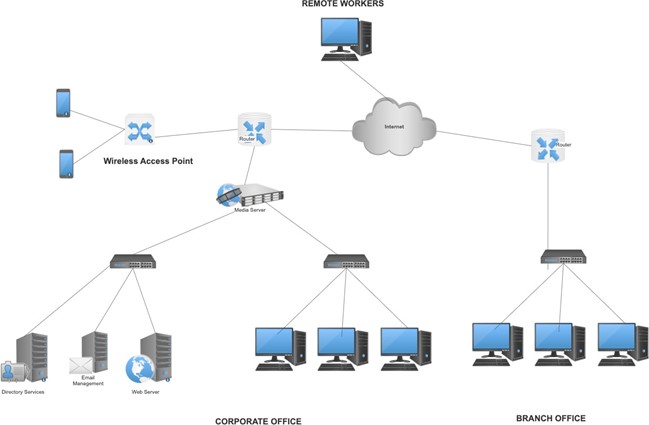 REMOTE WORKERS
Internet
Router
Router
Wireless Access Point
Media Server
Directory Services
Email
Management
Web Server
CORPORATE OFFICE
BRANCH OFFICE